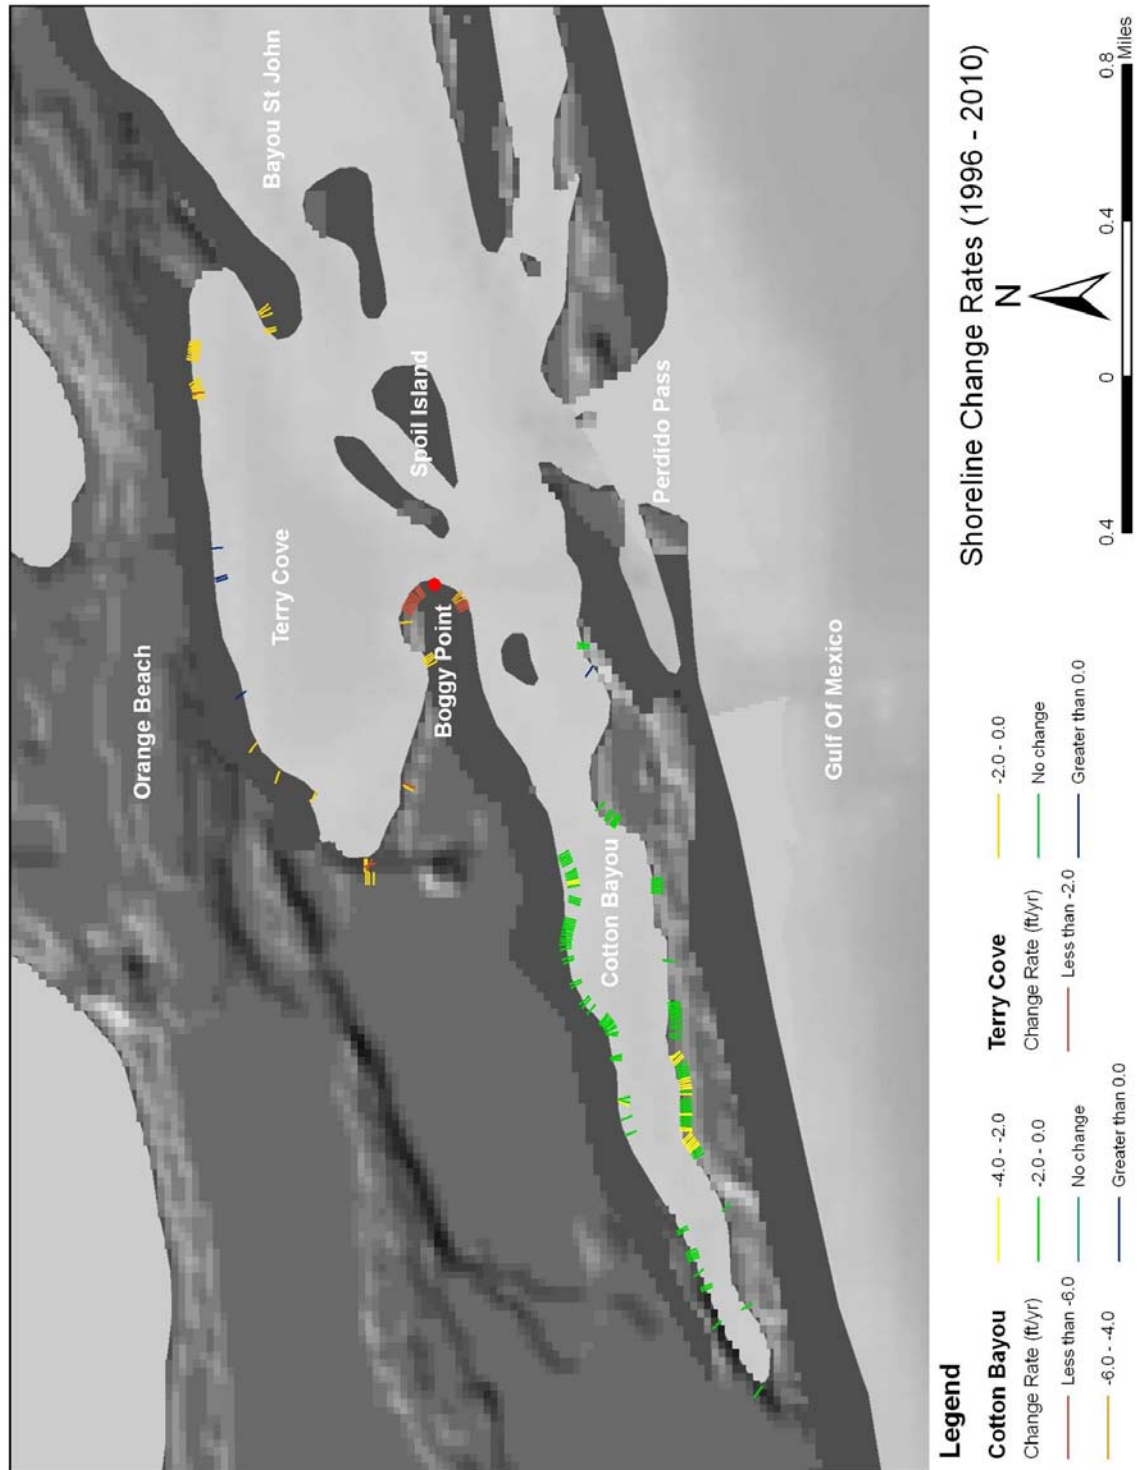 Orange Beach
Terry Cove
Bayou St John
Boggy Point
Spoil Island
Cotton Bayou
Perdido Pass
Gulf Of Mexico
Legend
Cotton Bayou
Change Rate (ft/yr)
Less than -6.0
-6.0 - -4.0
-4.0 - -2.0
-2.0 - 0.0
No change
Greater than 0.0
Terry Cove
Change Rate (ft/yr)
Less than -2.0
-2.0 - 0.0
No change
Greater than 0.0
Shoreline Change Rates (1996 - 2010)
N
0.4 0 0.4 0.8
Miles